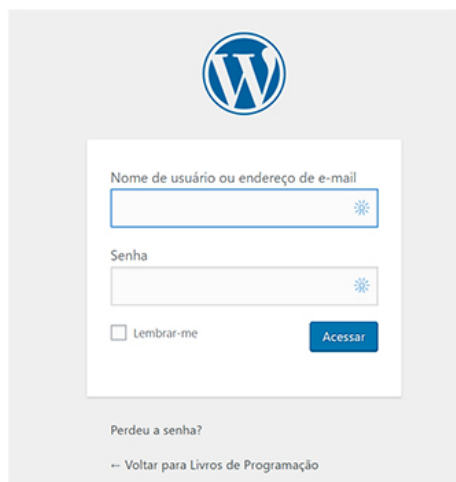 Nome de usuário ou endereço de e-mail
Senha
Lembrar-me
Acessar
Perdeu a senha?
← Voltar para Livros de Programação